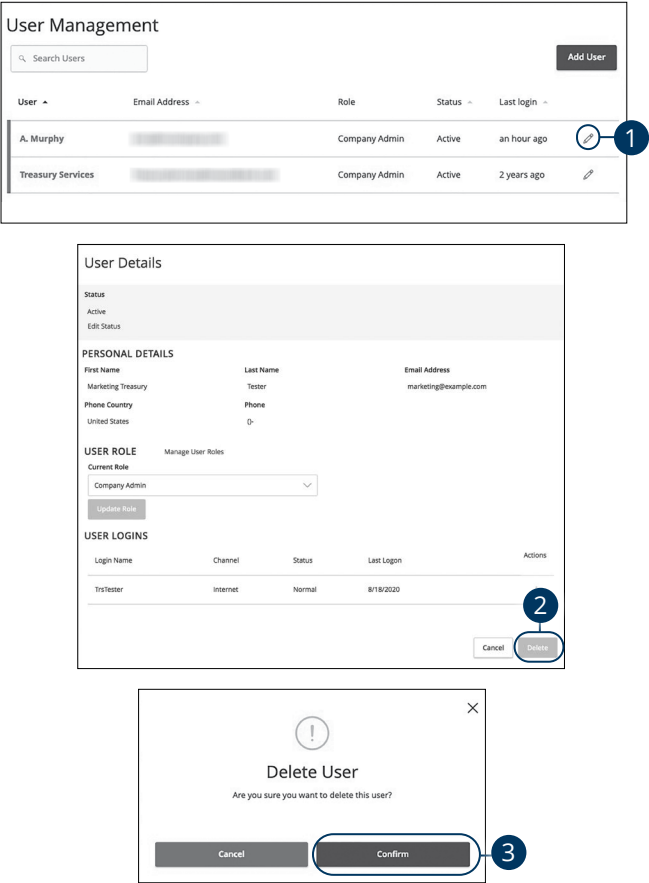 User Management
Search Users
Add User
User Email Address Role Status Last login
A. Murphy Company Admin Active an hour ago 1
Treasury Services Company Admin Active 2 years ago
User Details
Status
Active
Edit Status
PERSONAL DETAILS
First Name Last Name Email Address
Marketing Treasury Tester marketing@example.com
Phone Country Phone
United States ()-
USER ROLE Manage User Roles
Current Role
Company Admin
Update Role
USER LOGINS
Login Name Channel Status Last Logon Actions
TrsTester Internet Normal 8/18/2020
2
Cancel Delete
Delete User
Are you sure you want to delete this user?
Cancel Confirm 3